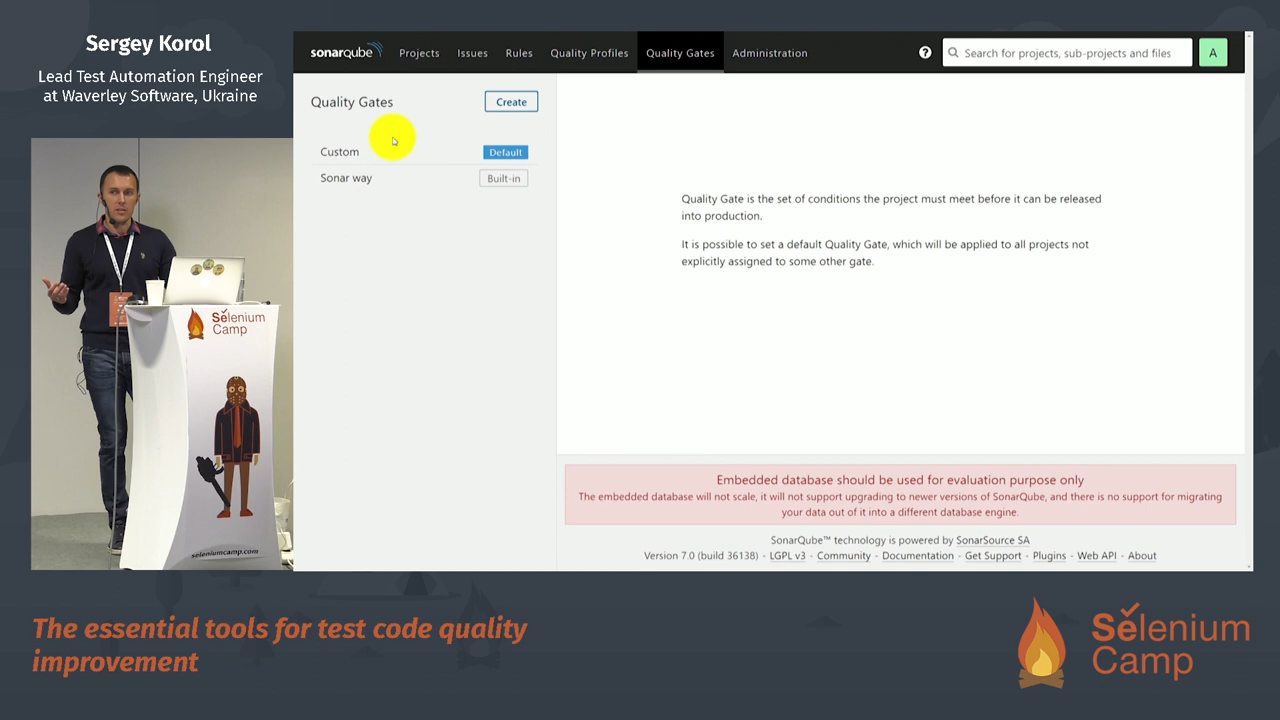 Sergey Korol
Lead Test Automation Engineer
at Waverley Software, Ukraine
sonarqube
Projects
Issues
Rules
Quality Profiles
Quality Gates
Administration
Search for projects, sub-projects and files
A
Quality Gates
Create
Custom
Default
Sonar way
Built-in
Quality Gate is the set of conditions the project must meet before it can be released
into production.
It is possible to set a default Quality Gate, which will be applied to all projects not
explicitly assigned to some other gate.
Embedded database should be used for evaluation purpose only
The embedded database will not scale, it will not support upgrading to newer versions of SonarQube, and there is no support for migrating
your data out of it into a different database engine.
SonarQube™ technology is powered by SonarSource SA
Version 7.0 (build 36138) - LGPL v3 - Community - Documentation - Get Support - Plugins - Web API - About
Selenium
Camp
seleniumcamp.com
The essential tools for test code quality
improvement
Selenium
Camp